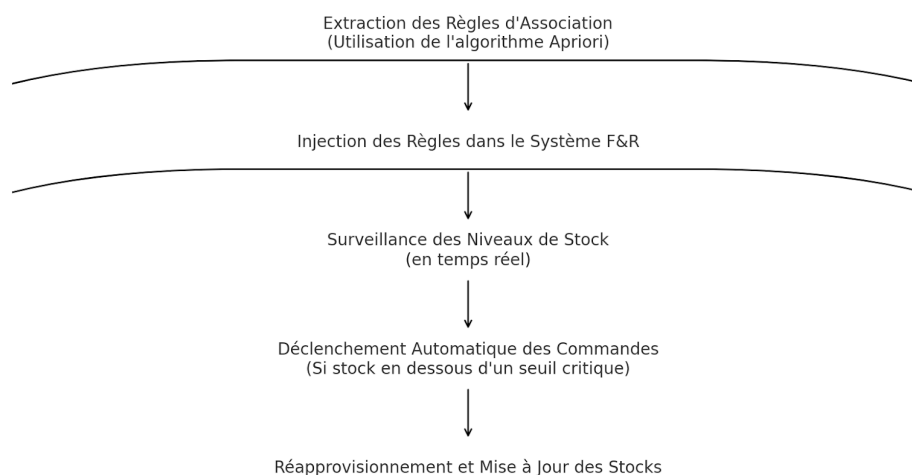 Extraction des Règles d'Association
(Utilisation de l'algorithme Apriori)
Injection des Règles dans le Système F&R
Surveillance des Niveaux de Stock
(en temps réel)
Déclenchement Automatique des Commandes
(Si stock en dessous d'un seuil critique)
Réapprovisionnement et Mise à Jour des Stocks